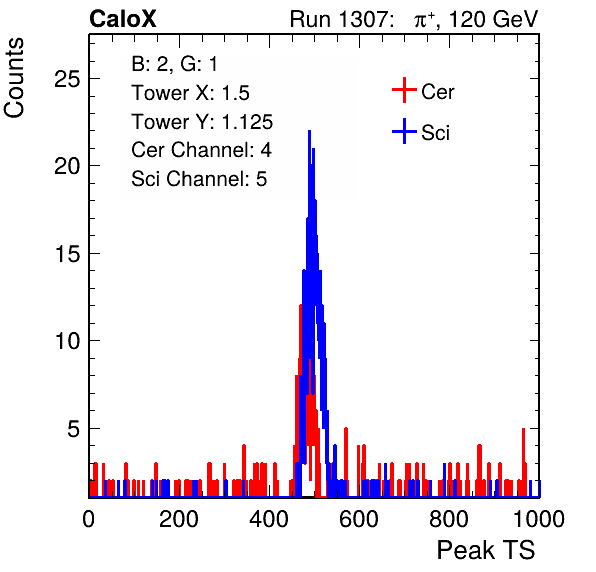 CaloX Run 1307: π⁺, 120 GeV
Counts
B: 2, G: 1
Tower X: 1.5
Tower Y: 1.125
Cer Channel: 4
Sci Channel: 5
Cer
Sci
25
20
15
10
5
0 200 400 600 800 1000
Peak TS